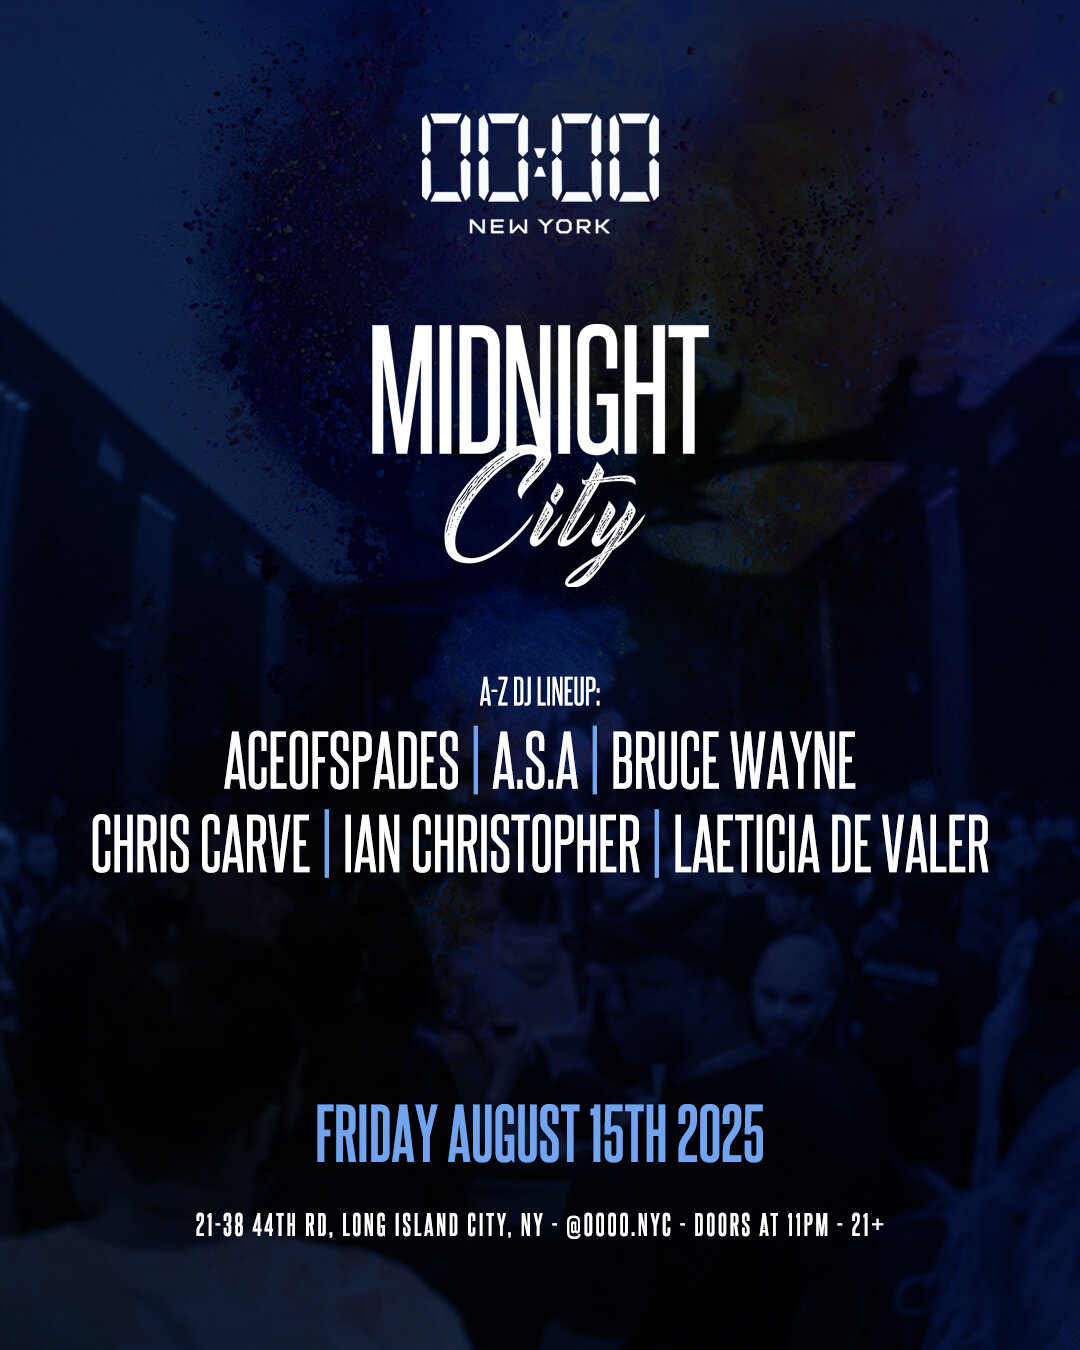 00:00
NEW YORK
MIDNIGHT
City
A-Z DJ LINEUP:
ACEOFSPADES | A.S.A | BRUCE WAYNE
CHRIS CARVE | IAN CHRISTOPHER | LAETICIA DE VALER
FRIDAY AUGUST 15TH 2025
21-38 44TH RD, LONG ISLAND CITY, NY - @0000.NYC - DOORS AT 11PM - 21+